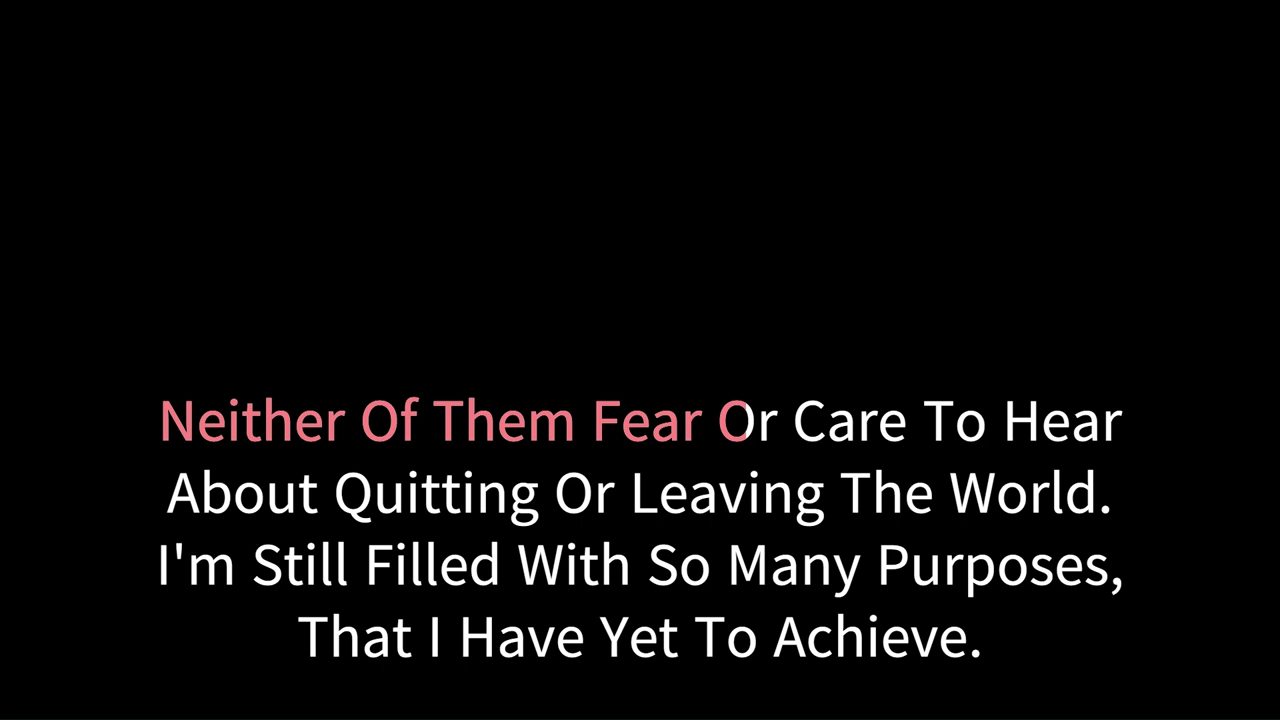 Neither Of Them Fear Or Care To Hear
About Quitting Or Leaving The World.
I'm Still Filled With So Many Purposes,
That I Have Yet To Achieve.